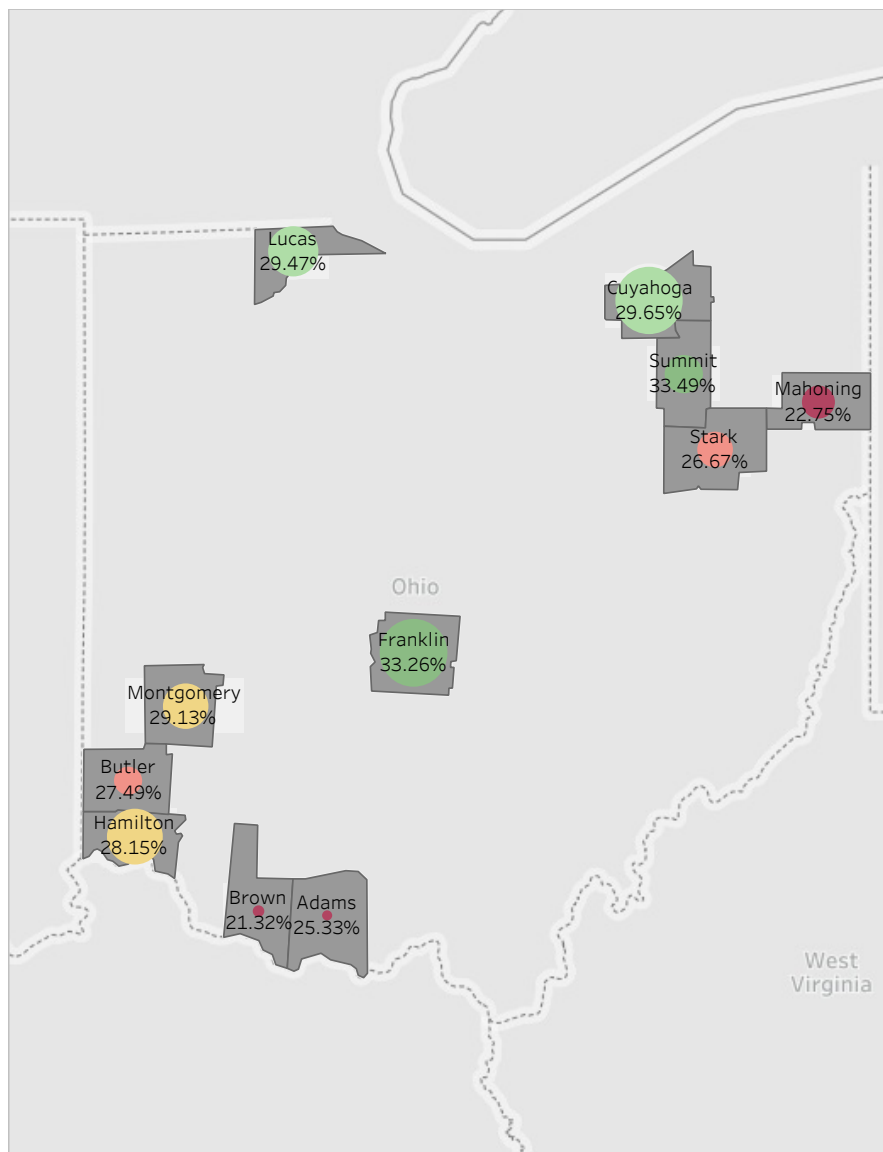 Lucas
29.47%
Cuyahoga
29.65%
Summit
33.49%
Mahoning
22.75%
Stark
26.67%
Ohio
Franklin
33.26%
Montgomery
29.13%
Butler
27.49%
Hamilton
28.15%
Brown
21.32%
Adams
25.33%
West
Virginia